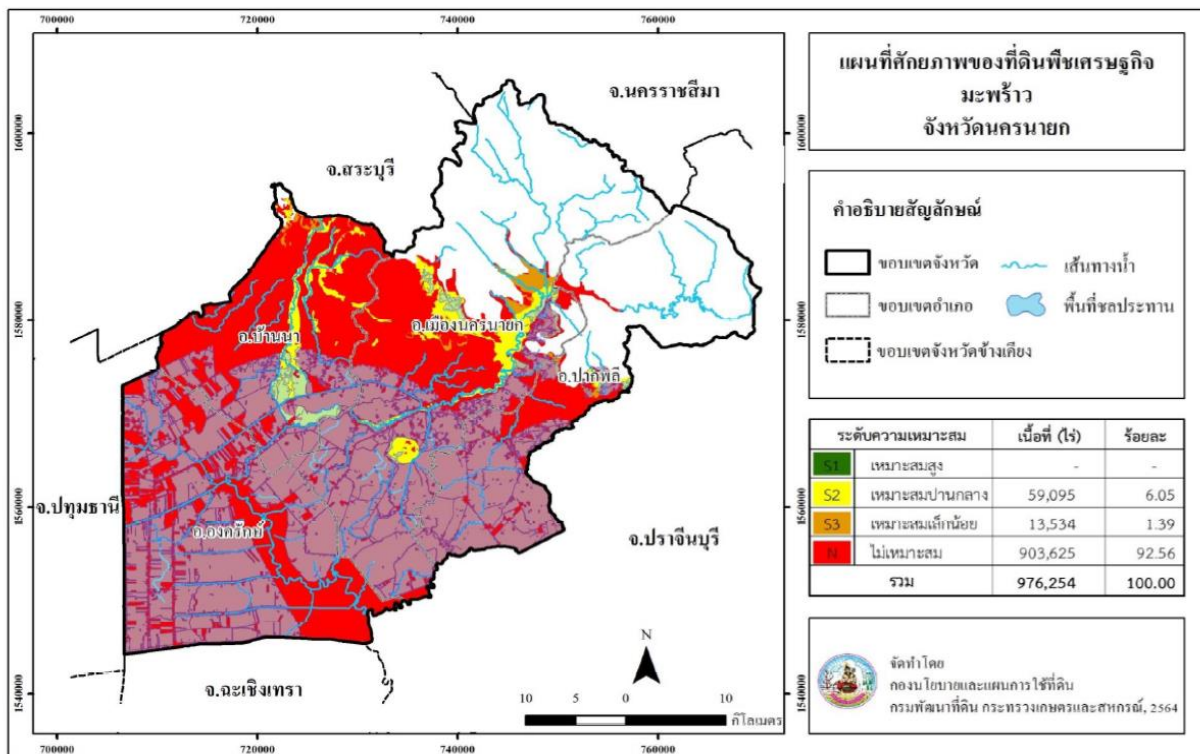 700000 720000 740000 760000
แผนที่ศักยภาพของที่ดินพืชเศรษฐกิจ
มะพร้าว
จังหวัดนครนายก
จ.นครราชสีมา
จ.สระบุรี
1600000 1600000
คำอธิบายสัญลักษณ์
ขอบเขตจังหวัด เส้นทางน้ำ
ขอบเขตอำเภอ พื้นที่ชลประทาน
ขอบเขตจังหวัดข้างเคียง
1580000 1580000
อ.บ้านนา อ.เมืองนครนายก
อ.ปากพลี
ระดับความเหมาะสม เนื้อที่ (ไร่) ร้อยละ
S1 เหมาะสมสูง - -
S2 เหมาะสมปานกลาง 59,095 6.05
S3 เหมาะสมเล็กน้อย 13,534 1.39
N ไม่เหมาะสม 903,625 92.56
รวม 976,254 100.00
จ.ปทุมธานี
1560000 1560000
อ.องครักษ์
จ.ปราจีนบุรี
N
จ.ฉะเชิงเทรา
1540000 1540000
10 5 0 10
กิโลเมตร
จัดทำโดย
กองนโยบายและแผนการใช้ที่ดิน
กรมพัฒนาที่ดิน กระทรวงเกษตรและสหกรณ์, 2564
700000 720000 740000 760000